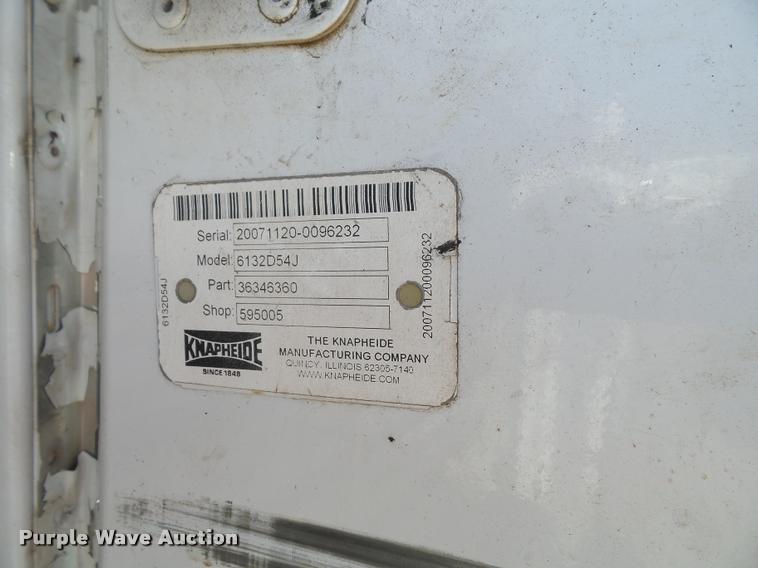 Serial: 20071120-0096232
Model: 6132D54J
Part: 36346360
Shop: 595005
6132D54J
200711200096232
KNAPHEIDE
SINCE 1848
THE KNAPHEIDE
MANUFACTURING COMPANY
QUINCY, ILLINOIS 62305-7140
WWW.KNAPHEIDE.COM
Purple Wave Auction